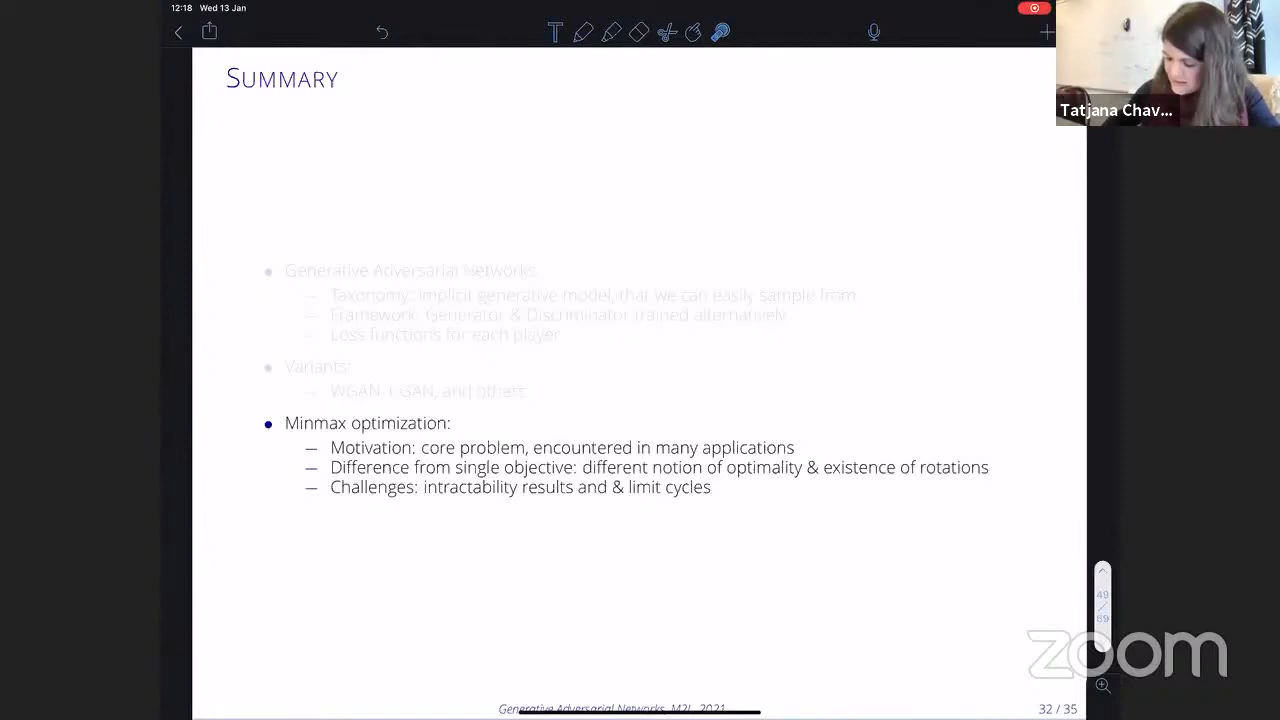 12:18 Wed 13 Jan
SUMMARY
Tatjana Chav...
Generative Adversarial Networks:
— Taxonomy: implicit generative model, that we can easily sample from
— Framework: Generator & Discriminator trained alternatively
— Loss functions for each player
Variants:
— WGAN, CGAN, and others
Minmax optimization:
— Motivation: core problem, encountered in many applications
— Difference from single objective: different notion of optimality & existence of rotations
— Challenges: intractability results and & limit cycles
49
/
69
zoom
Generative Adversarial Networks, M2L, 2021
32 / 35